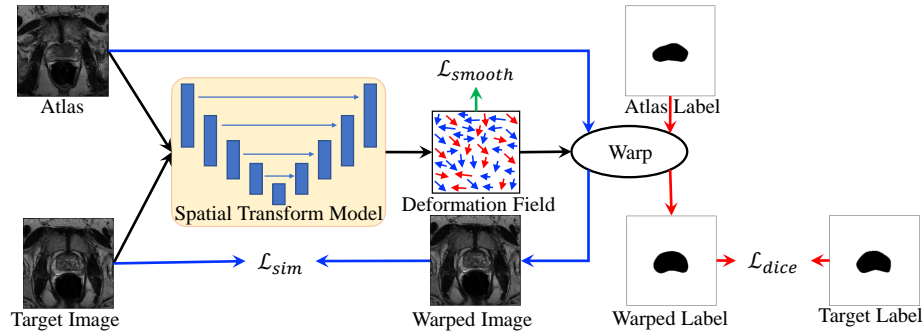 Atlas
Spatial Transform Model
ℒ_smooth
Deformation Field
Atlas Label
Warp
Target Image
ℒ_sim
Warped Image
Warped Label
ℒ_dice
Target Label